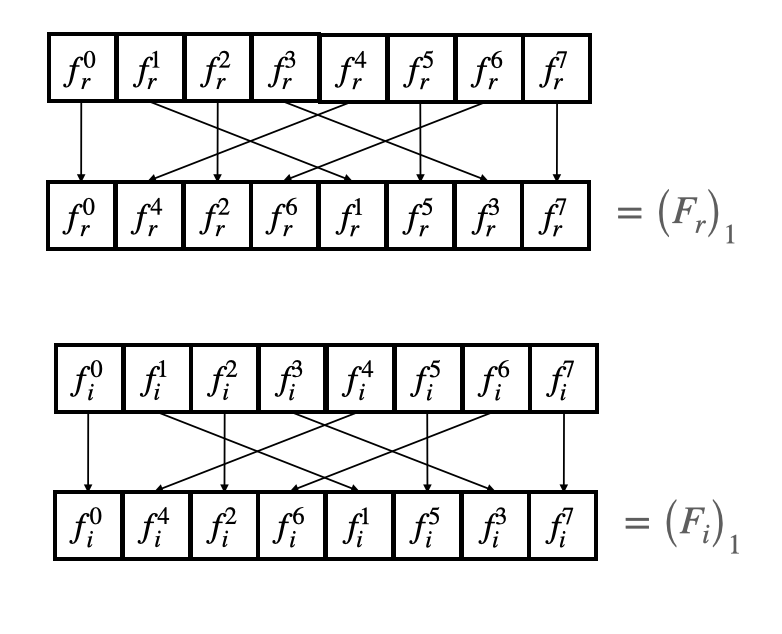 f_r^0 f_r^1 f_r^2 f_r^3 f_r^4 f_r^5 f_r^6 f_r^7
f_r^0 f_r^4 f_r^2 f_r^6 f_r^1 f_r^5 f_r^3 f_r^7 = (F_r)_1
f_i^0 f_i^1 f_i^2 f_i^3 f_i^4 f_i^5 f_i^6 f_i^7
f_i^0 f_i^4 f_i^2 f_i^6 f_i^1 f_i^5 f_i^3 f_i^7 = (F_i)_1